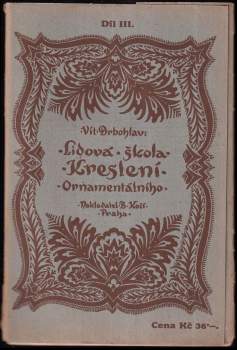 Díl III.
Vít Drbohlav:
·Lidová·škola·
·Kreslení·
·Ornamentálního·
·Nakladatel B. Kočí·
·Praha·
Cena Kč 36·—.